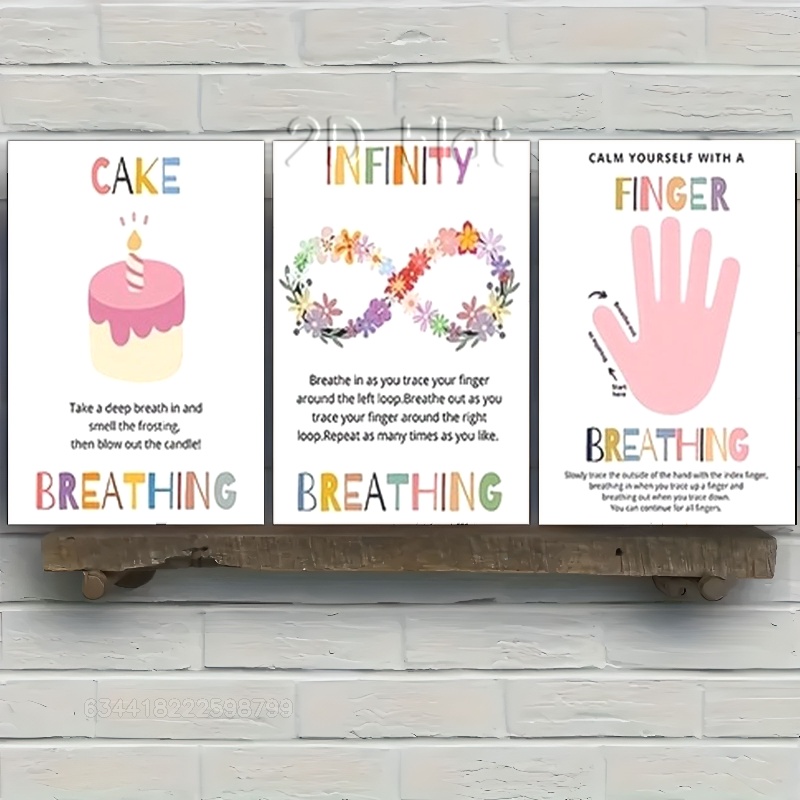 2D Flat
CAKE
Take a deep breath in and
smell the frosting,
then blow out the candle!
BREATHING
INFINITY
Breathe in as you trace your finger
around the left loop.Breathe out as you
trace your finger around the right
loop.Repeat as many times as you like.
BREATHING
CALM YOURSELF WITH A
FINGER
Breathe out
Start
here
BREATHING
Slowly trace the outside of the hand with the index finger,
breathing in when you trace up a finger and
breathing out when you trace down.
You can continue for all fingers.
634418222598799